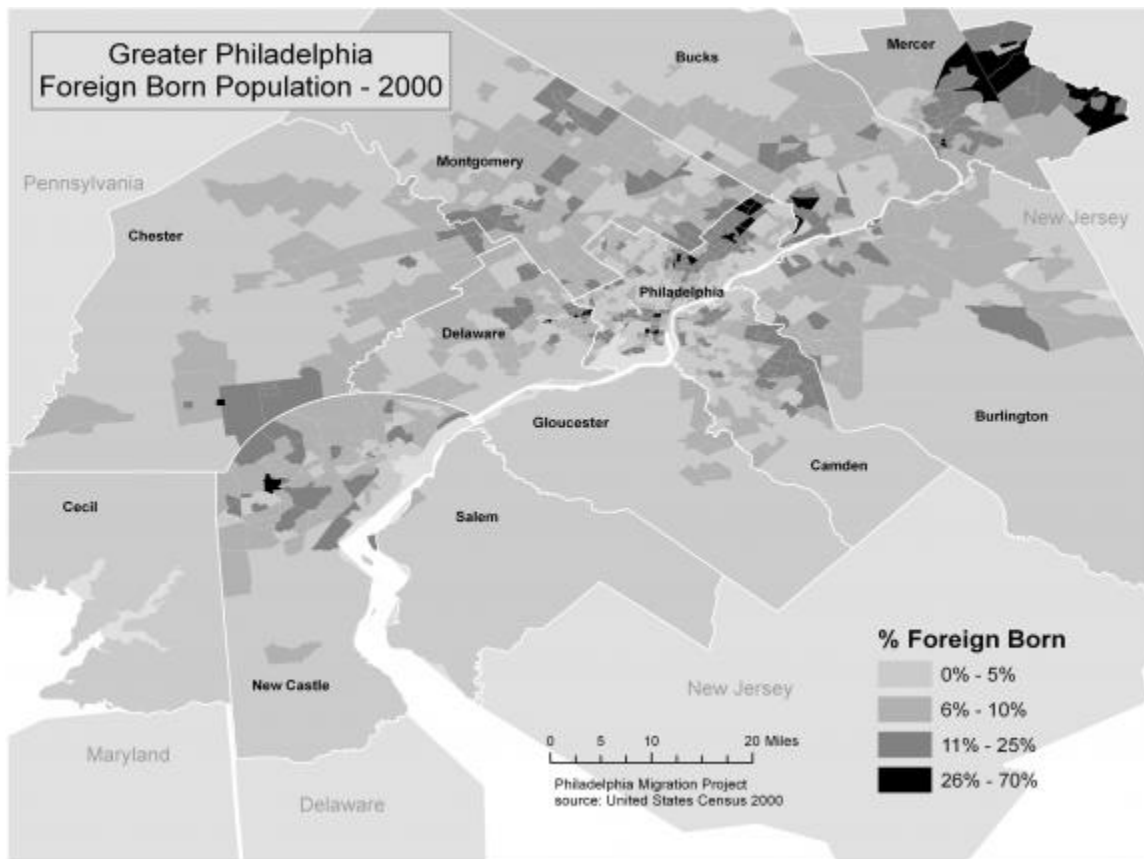 Greater Philadelphia
Foreign Born Population - 2000
Bucks
Mercer
Montgomery
Pennsylvania
New Jersey
Chester
Philadelphia
Delaware
Gloucester
Burlington
Camden
Cecil
Salem
New Castle
New Jersey
Maryland
Delaware
% Foreign Born
0% - 5%
6% - 10%
11% - 25%
26% - 70%
0 5 10 20 Miles
Philadelphia Migration Project
source: United States Census 2000